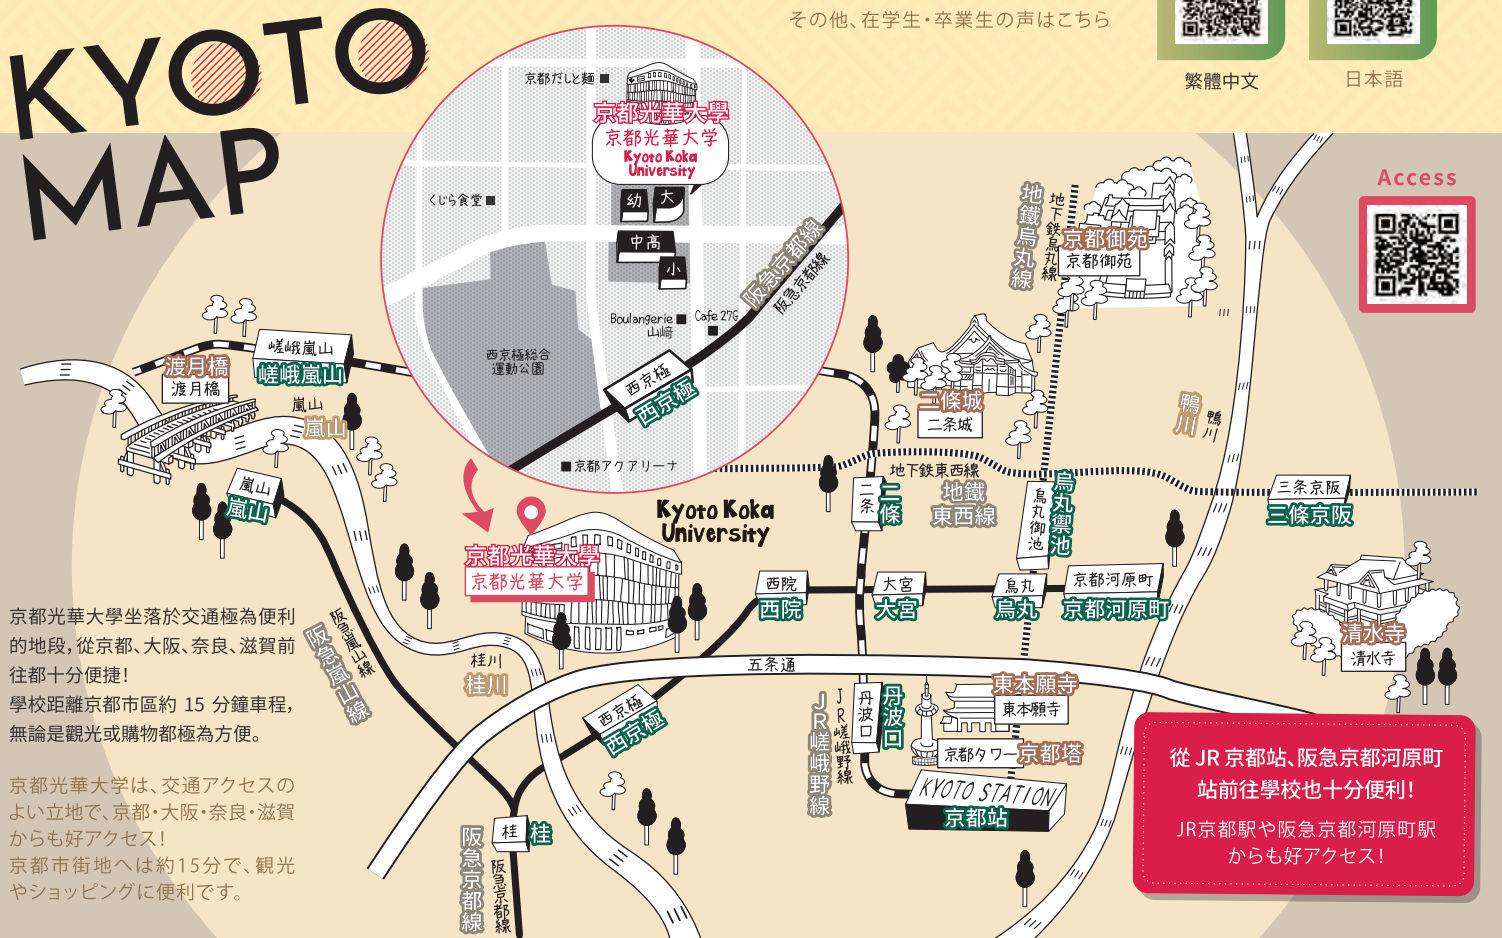 その他、在学生・卒業生の声はこちら
繁體中文
日本語
KYOTO
MAP
Access
京都だしと麺
京都光華大學
京都光華大学
Kyoto Koka
University
くじら食堂
幼
大
中高
小
阪急京都線
阪急京都線
Boulangerie
山﨑
Cafe 27G
西京極総合
運動公園
西京極
西京極
京都アクアリーナ
地鐵烏丸線
地下鉄烏丸線
京都御苑
京都御苑
嵯峨嵐山
嵯峨嵐山
渡月橋
渡月橋
嵐山
嵐山
嵐山
嵐山
二條城
二条城
鴨川
鴨川
地下鉄東西線
地鐵
東西線
二条
二條
烏丸御池
烏丸禦池
三条京阪
三條京阪
Kyoto Koka
University
京都光華大學
京都光華大学
西院
西院
大宮
大宮
烏丸
烏丸
京都河原町
京都河原町
清水寺
清水寺
京都光華大學坐落於交通極為便利
的地段，從京都、大阪、奈良、滋賀前
往都十分便捷！
學校距離京都市區約 15 分鐘車程，
無論是觀光或購物都極為方便。
阪急嵐山線
阪急嵐山線
桂川
桂川
五条通
西京極
西京極
JR嵯峨野線
JR嵯峨野線
丹波口
丹波口
東本願寺
東本願寺
京都タワー
京都塔
KYOTO STATION
京都站
京都光華大学は、交通アクセスの
よい立地で、京都・大阪・奈良・滋賀
からも好アクセス！
京都市街地へは約15分で、観光
やショッピングに便利です。
桂
桂
阪急京都線
阪急京都線
從 JR 京都站、阪急京都河原町
站前往學校也十分便利！
JR京都駅や阪急京都河原町駅
からも好アクセス！